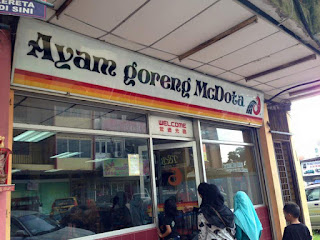 KERETA
DI SINI
Ayam goreng McDota
WELCOME